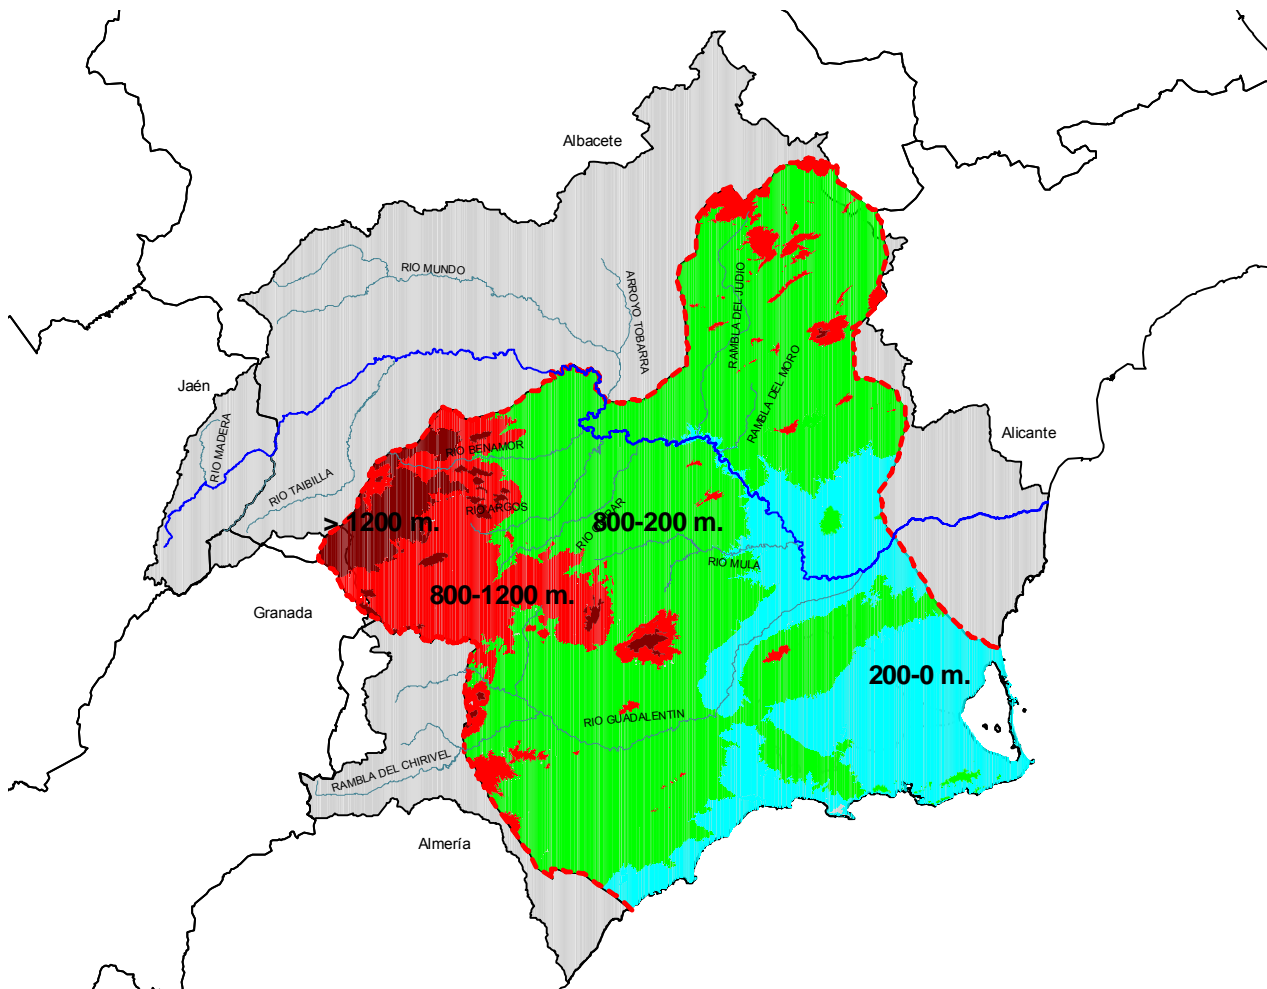 Albacete
RIO MUNDO
ARROYO TOBARRA
RAMBLA DEL JUDIO
RAMBLA DEL MORO
Jaén
RIO MADERA
RIO TAIBILLA
RIO BENAMOR
Alicante
RIO ARGOS
> 1200 m.
800-200 m.
RIO MULA
800-1200 m.
Granada
200-0 m.
RIO GUADALENTIN
RAMBLA DEL CHIRIVEL
Almería